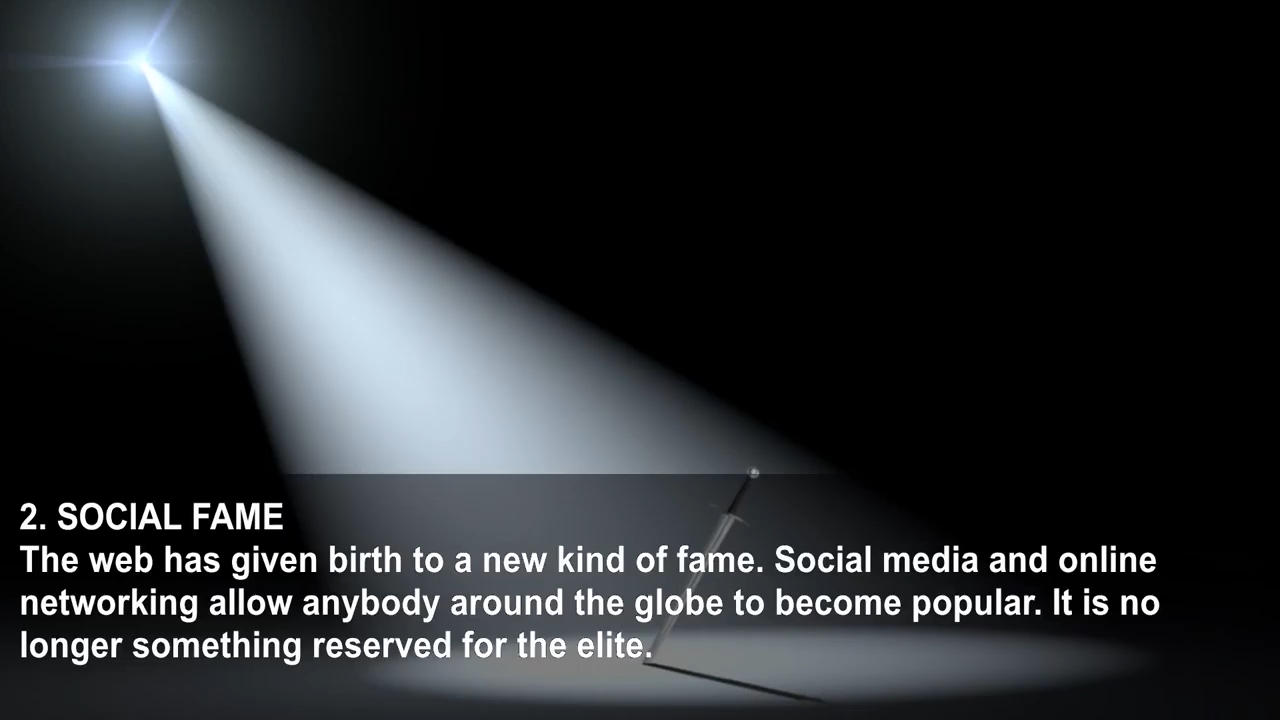 2. SOCIAL FAME
The web has given birth to a new kind of fame. Social media and online
networking allow anybody around the globe to become popular. It is no
longer something reserved for the elite.